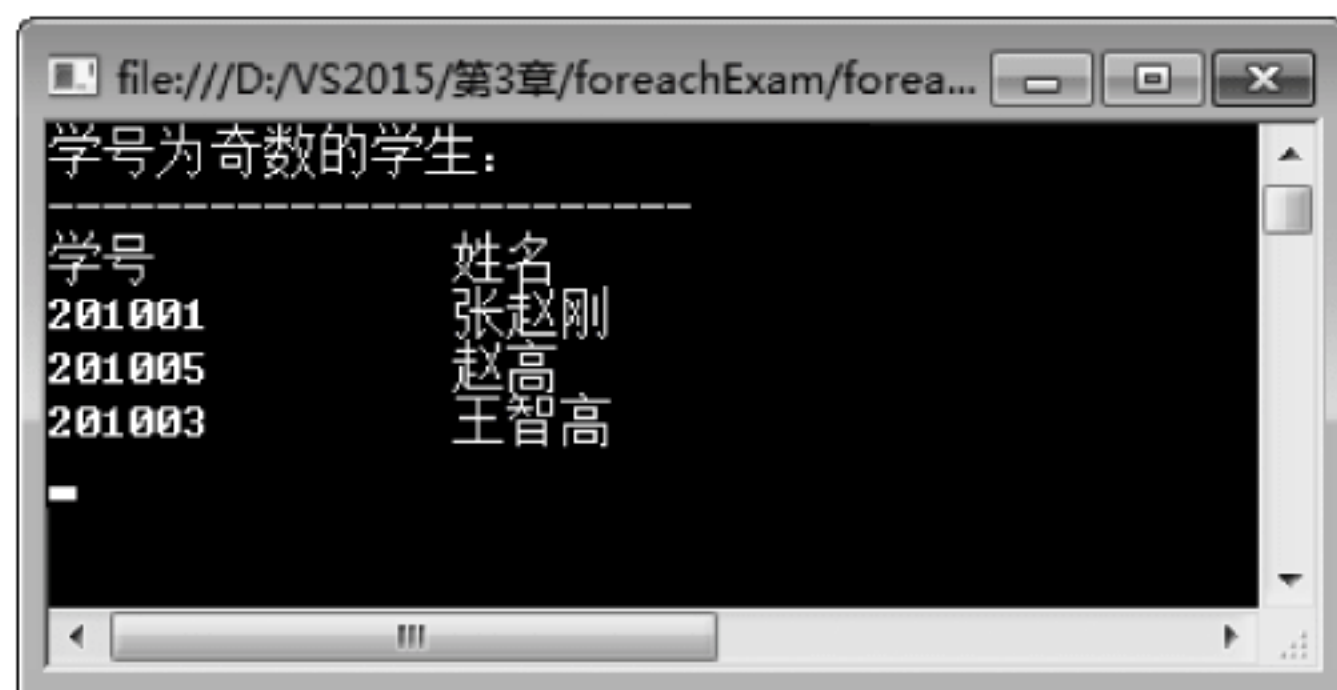 file:///D:/VS2015/第3章/foreachExam/forea...
学号为奇数的学生：
------------------------
学号 姓名
201001 张赵刚
201005 赵高
201003 王智高